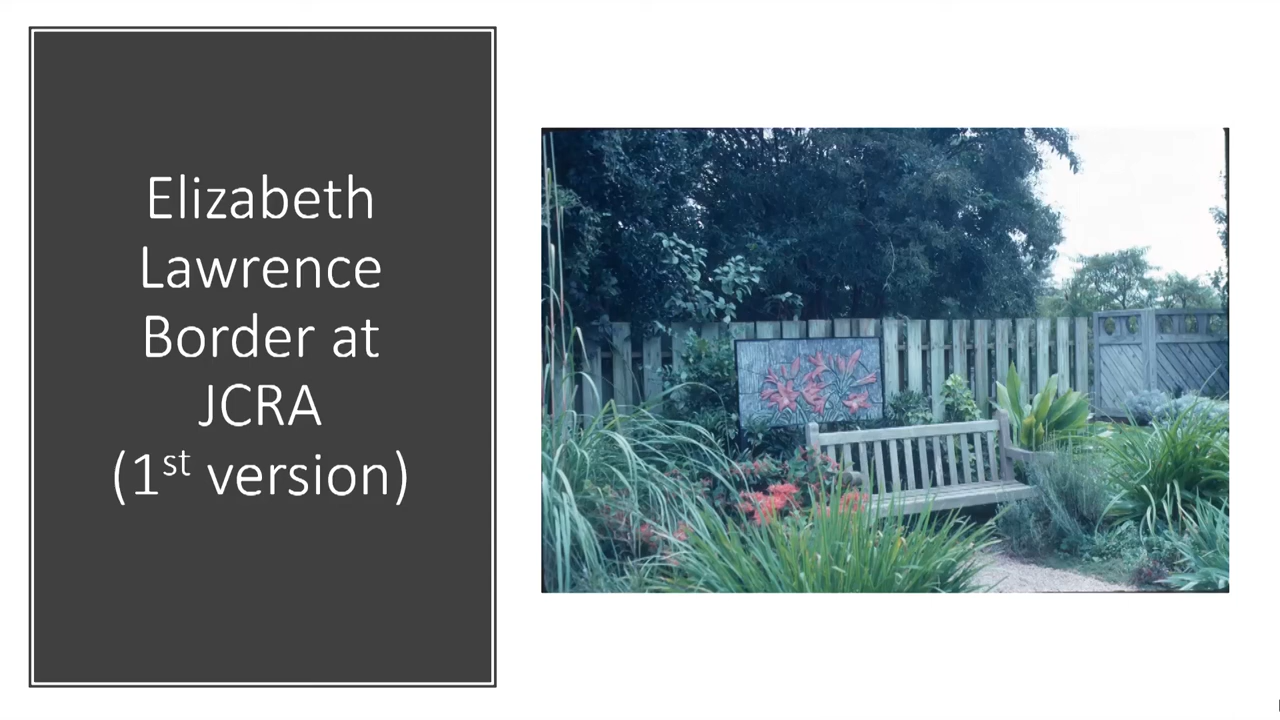 Elizabeth
Lawrence
Border at
JCRA
(1st version)